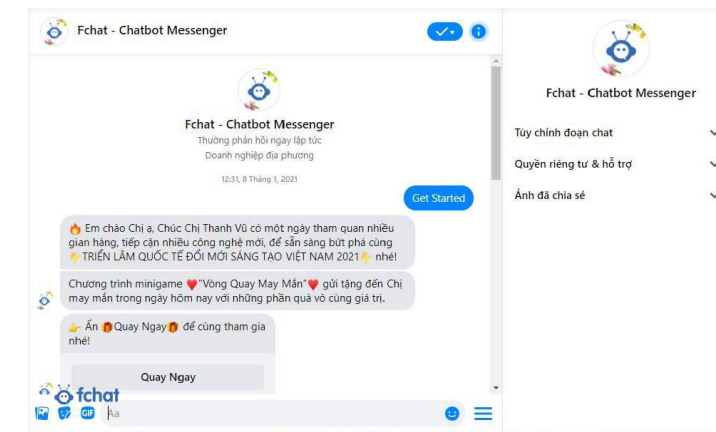 Fchat - Chatbot Messenger
Fchat - Chatbot Messenger
Thường phản hồi ngay lập tức
Doanh nghiệp địa phương
12:31, 8 Tháng 1, 2021
Get Started
🔥 Em chào Chị ạ, Chúc Chị Thanh Vũ có một ngày tham quan nhiều
gian hàng, tiếp cận nhiều công nghệ mới, để sẵn sàng bứt phá cùng
👉TRIỂN LÃM QUỐC TẾ ĐỔI MỚI SÁNG TẠO VIỆT NAM 2021👉 nhé!
Chương trình minigame ❤️"Vòng Quay May Mắn"❤️ gửi tặng đến Chị
may mắn trong ngày hôm nay với những phần quà vô cùng giá trị.
👉 Ấn 🎁Quay Ngay🎁 để cùng tham gia
nhé!
Quay Ngay
fchat
GIF
Aa
Fchat - Chatbot Messenger
Tùy chỉnh đoạn chat
Quyền riêng tư & hỗ trợ
Ảnh đã chia sẻ